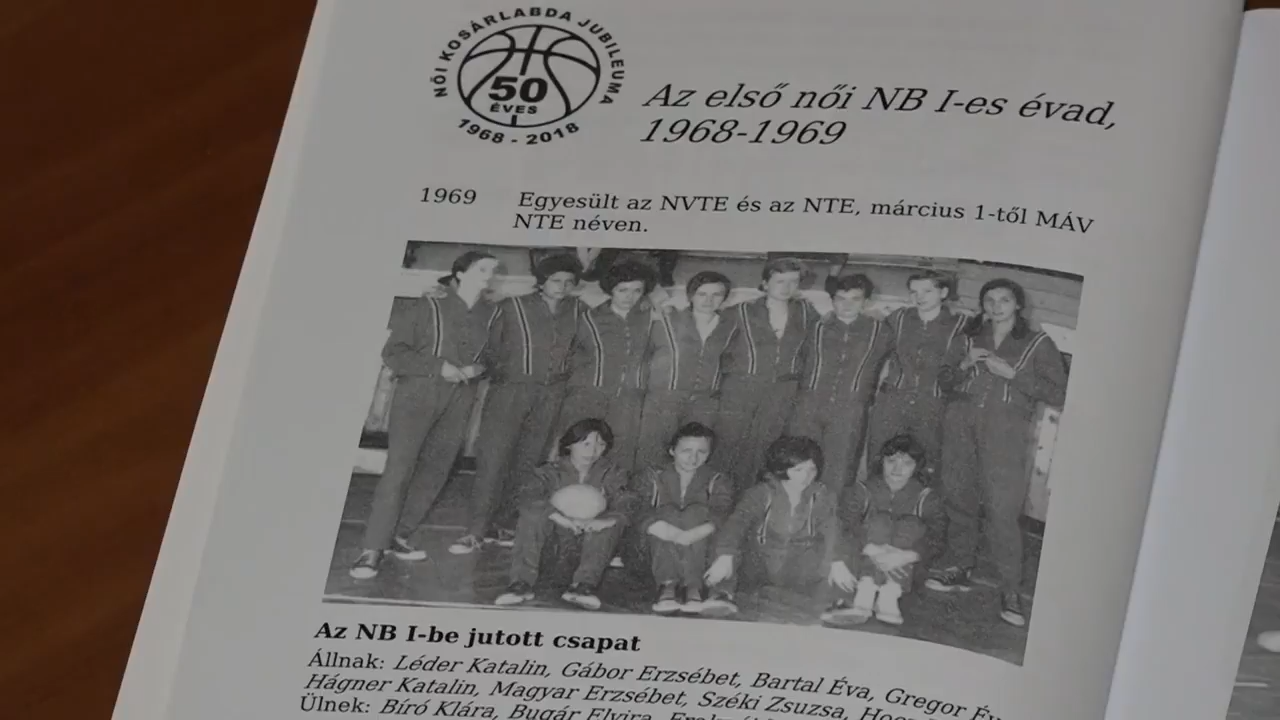 NŐI KOSÁRLABDA JUBILEUMA
50
ÉVES
1968 - 2018
Az első női NB I-es évad,
1968-1969
1969 Egyesült az NVTE és az NTE, március 1-től MÁV
NTE néven.
Az NB I-be jutott csapat
Állnak: Léder Katalin, Gábor Erzsébet, Bartal Éva, Gregor
Hágner Katalin, Magyar Erzsébet, Széki Zsuzsa,
Ülnek: Bíró Klára, Bugár Elvira,